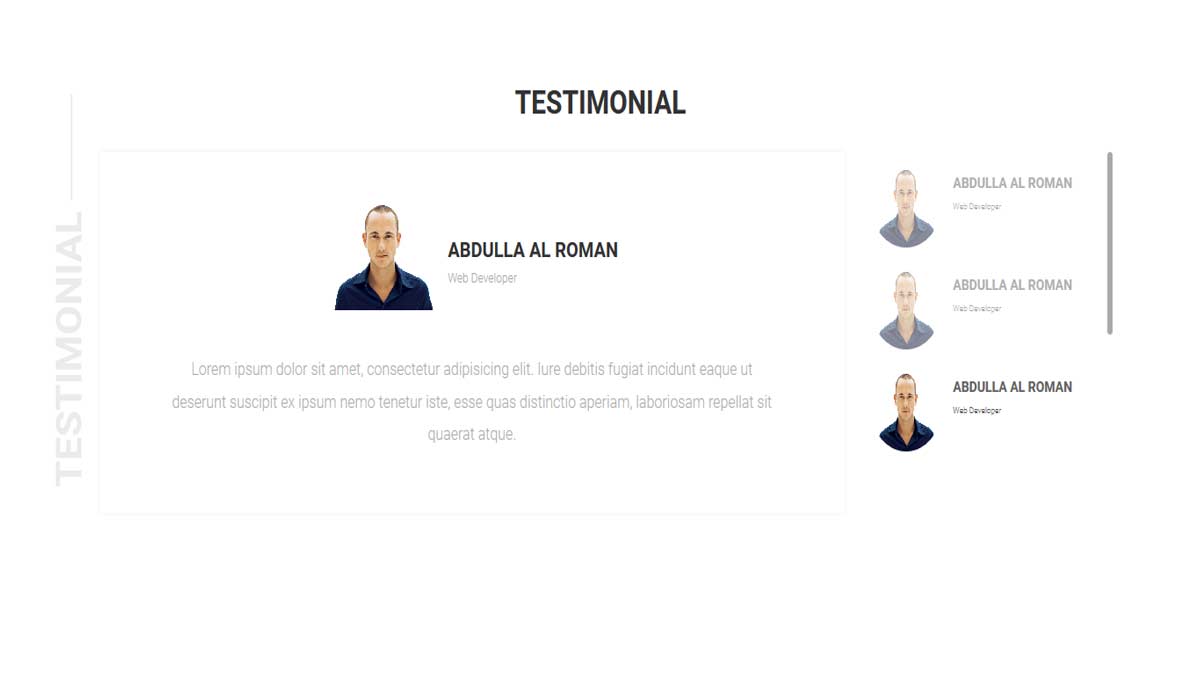 TESTIMONIAL
TESTIMONIAL
ABDULLA AL ROMAN
Web Developer
Lorem ipsum dolor sit amet, consectetur adipisicing elit. Iure debitis fugiat incidunt eaque ut
deserunt suscipit ex ipsum nemo tenetur iste, esse quas distinctio aperiam, laboriosam repellat sit
quaerat atque.
ABDULLA AL ROMAN
Web Developer
ABDULLA AL ROMAN
Web Developer
ABDULLA AL ROMAN
Web Developer